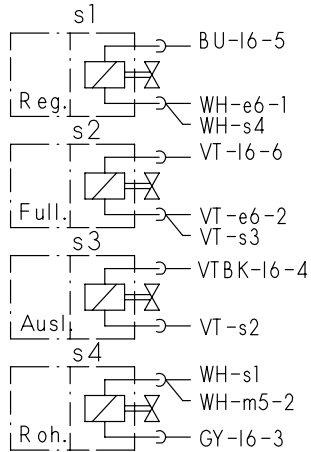 s1
BU-16-5
Reg.
WH-e6-1
WH-s4
s2
VT-16-6
Full.
VT-e6-2
VT-s3
s3
VTBK-16-4
Ausl.
VT-s2
s4
WH-s1
WH-m5-2
Roh.
GY-16-3